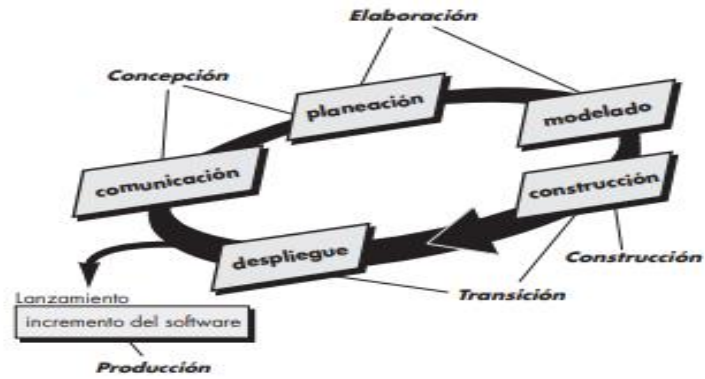 Elaboración
Concepción
planeación
modelado
comunicación
construcción
despliegue
Construcción
Transición
Lanzamiento
incremento del software
Producción